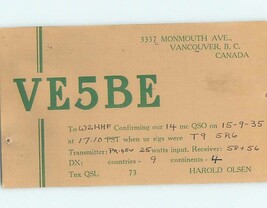 3337 MONMOUTH AVE.,
VANCOUVER, B. C.
CANADA
VE5BE
To W2HHF Confirming our 14 mc QSO on 15-9-35
at 17.10 PST when ur sigs were T9 5R6
Transmitter: 25 watts input. Receiver:
DX: countries - 9 continents - 4
Tnx QSL 73 HAROLD OLSEN